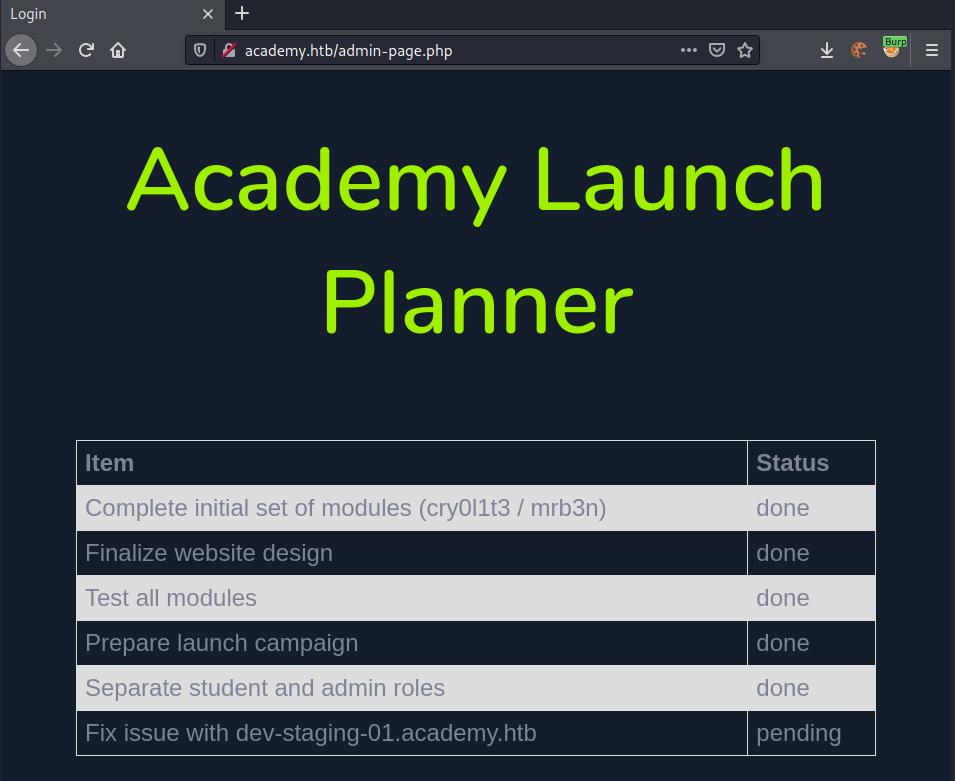 Login
academy.htb/admin-page.php
Burp
Academy Launch
Planner
Item Status
Complete initial set of modules (cry0l1t3 / mrb3n) done
Finalize website design done
Test all modules done
Prepare launch campaign done
Separate student and admin roles done
Fix issue with dev-staging-01.academy.htb pending